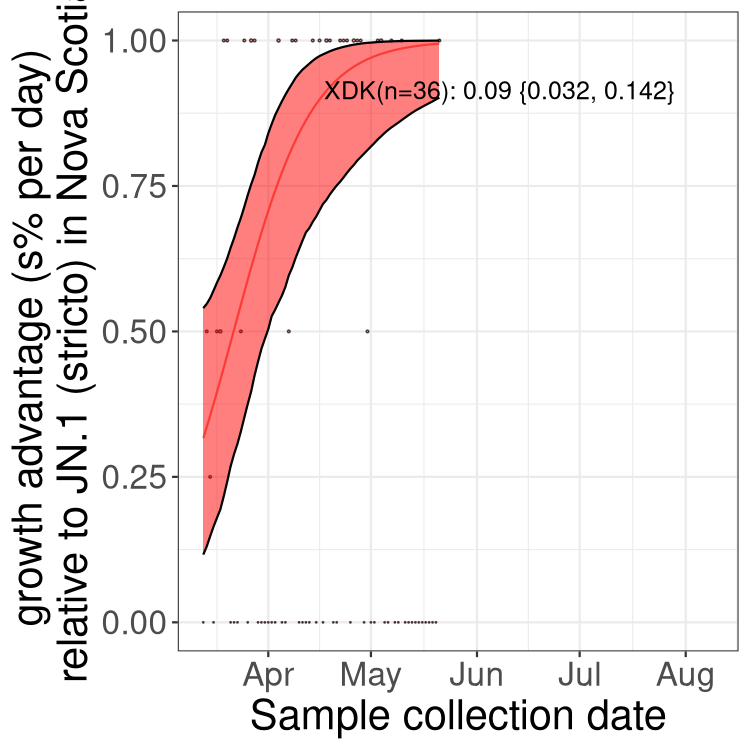 growth advantage (s% per day)
relative to JN.1 (stricto) in Nova Scotia
1.00
0.75
0.50
0.25
0.00
XDK(n=36): 0.09 {0.032, 0.142}
Apr May Jun Jul Aug
Sample collection date